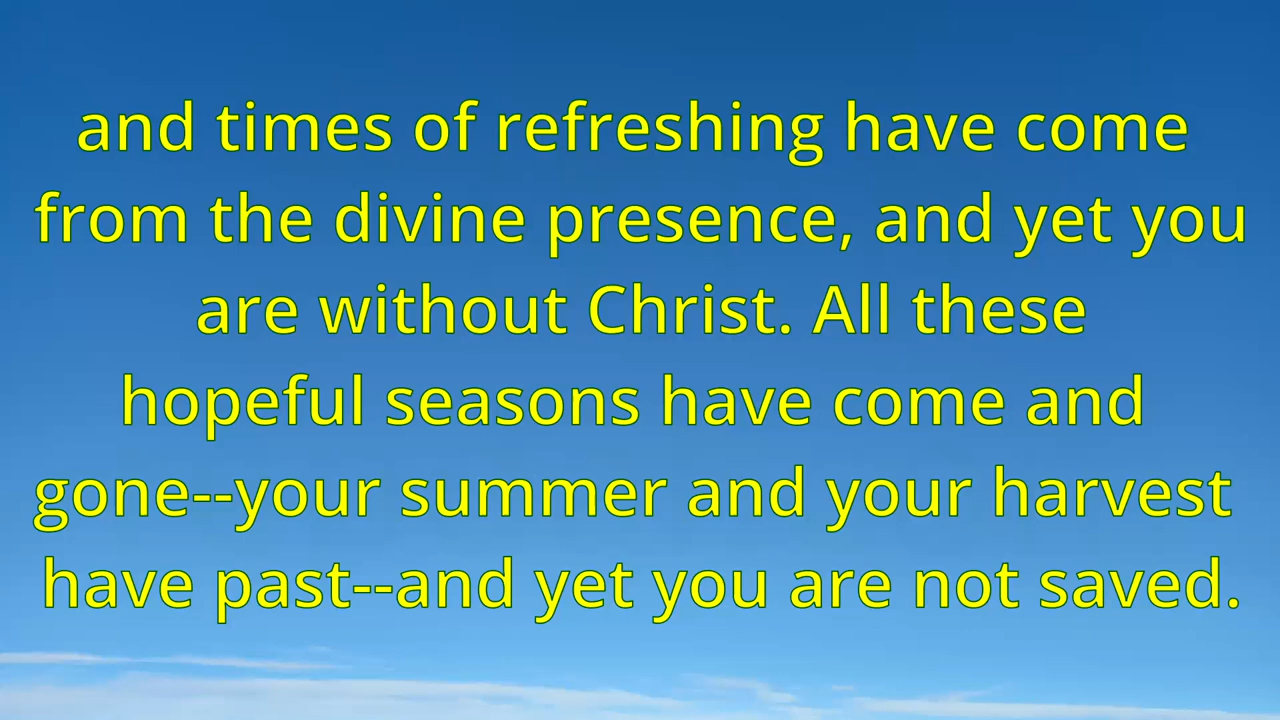 and times of refreshing have come
from the divine presence, and yet you
are without Christ. All these
hopeful seasons have come and
gone--your summer and your harvest
have past--and yet you are not saved.